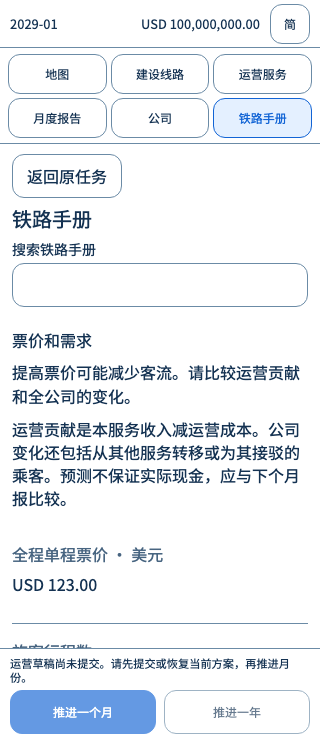 2029-01
USD 100,000,000.00
简
地图
建设线路
运营服务
月度报告
公司
铁路手册
返回原任务
铁路手册
搜索铁路手册
票价和需求
提高票价可能减少客流。请比较运营贡献
和全公司的变化。
运营贡献是本服务收入减运营成本。公司
变化还包括从其他服务转移或为其接驳的
乘客。预测不保证实际现金，应与下个月
报比较。
全程单程票价 · 美元
USD 123.00
运营草稿尚未提交。请先提交或恢复当前方案，再推进月
份。
推进一个月
推进一年